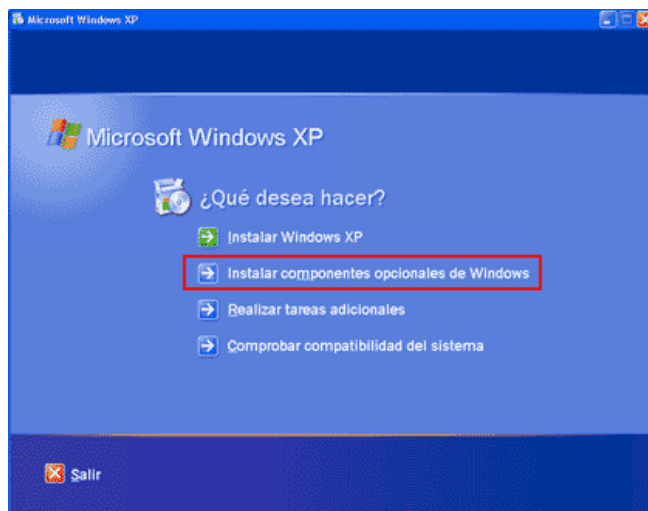 Microsoft Windows XP
Microsoft Windows XP
¿Qué desea hacer?
Instalar Windows XP
Instalar componentes opcionales de Windows
Realizar tareas adicionales
Comprobar compatibilidad del sistema
Salir